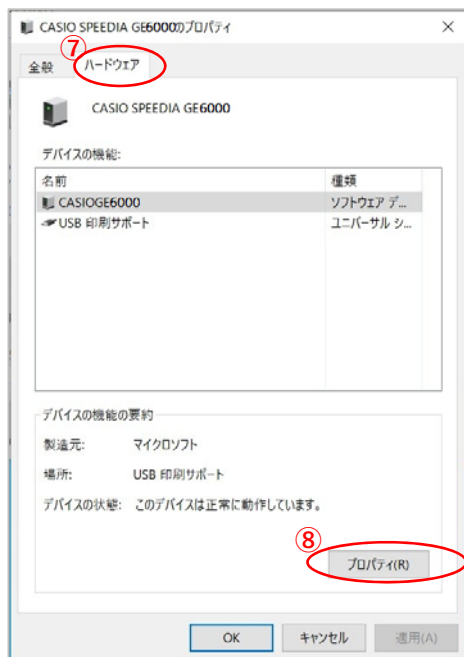 CASIO SPEEDIA GE6000のプロパティ
⑦
全般 ハードウェア
CASIO SPEEDIA GE6000
デバイスの機能:
名前 種類
CASIOGE6000 ソフトウェア デ...
USB 印刷サポート ユニバーサル シ...
デバイスの機能の要約
製造元: マイクロソフト
場所: USB 印刷サポート
デバイスの状態: このデバイスは正常に動作しています。
⑧
プロパティ(R)
OK キャンセル 適用(A)